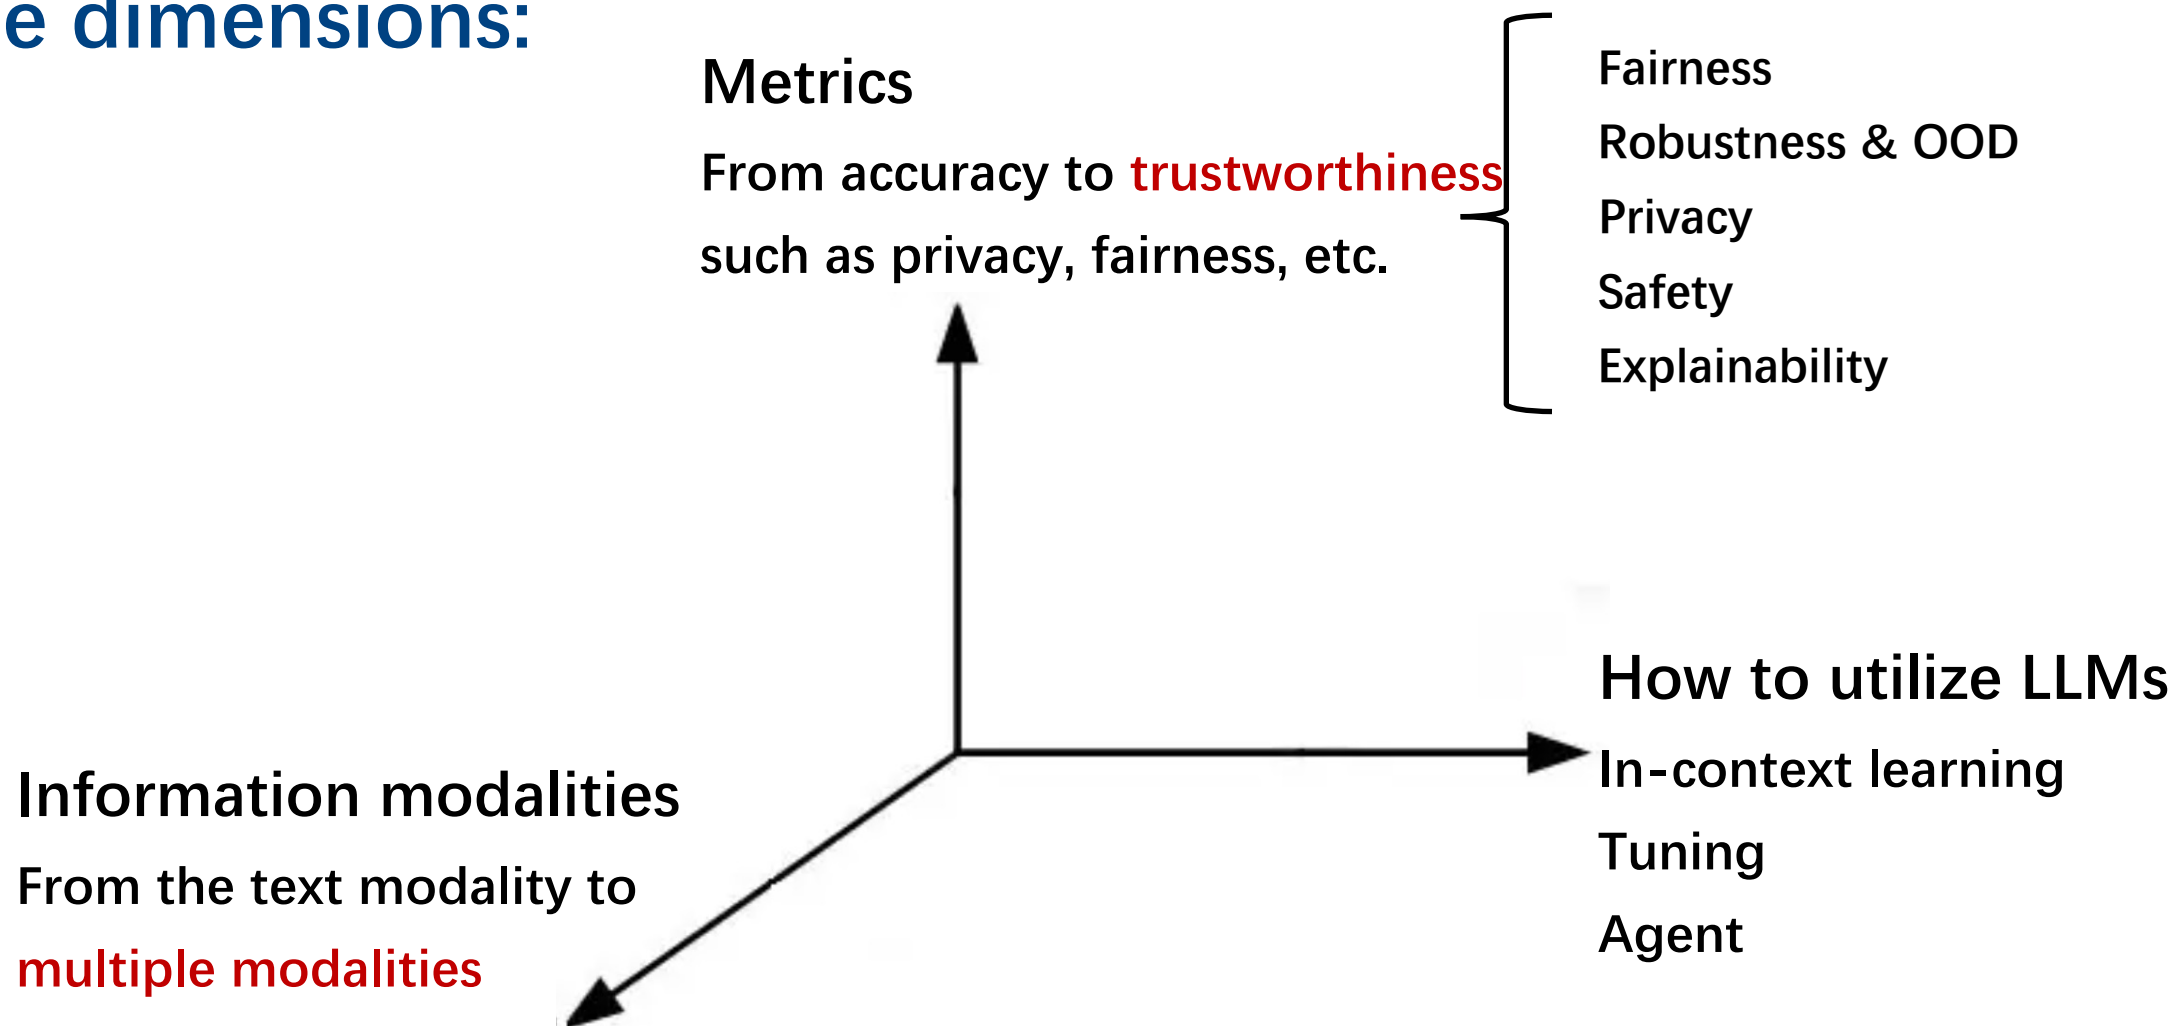 e dimensions:
Metrics
From accuracy to trustworthiness
such as privacy, fairness, etc.
Fairness
Robustness & OOD
Privacy
Safety
Explainability
How to utilize LLMs
In-context learning
Tuning
Agent
Information modalities
From the text modality to
multiple modalities